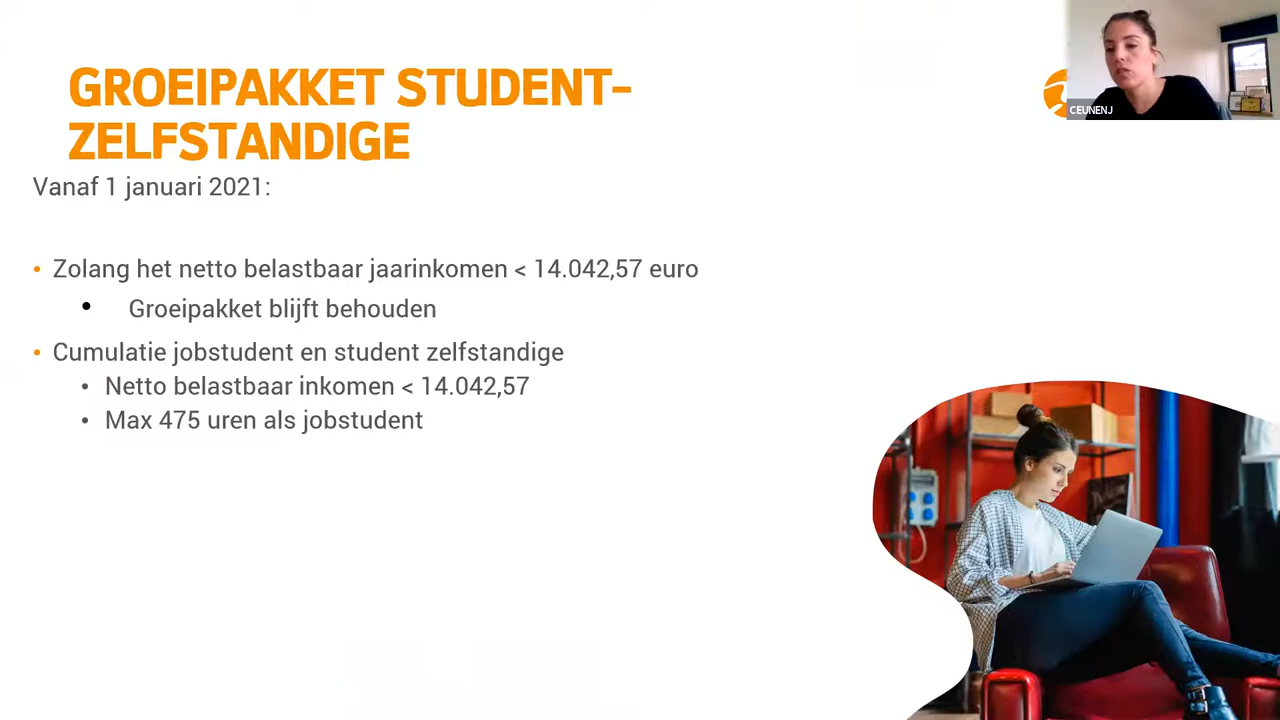 GROEIPAKKET STUDENT-
ZELFSTANDIGE
CEUNENJ
Vanaf 1 januari 2021:
• Zolang het netto belastbaar jaarinkomen < 14.042,57 euro
• Groeipakket blijft behouden
• Cumulatie jobstudent en student zelfstandige
• Netto belastbaar inkomen < 14.042,57
• Max 475 uren als jobstudent